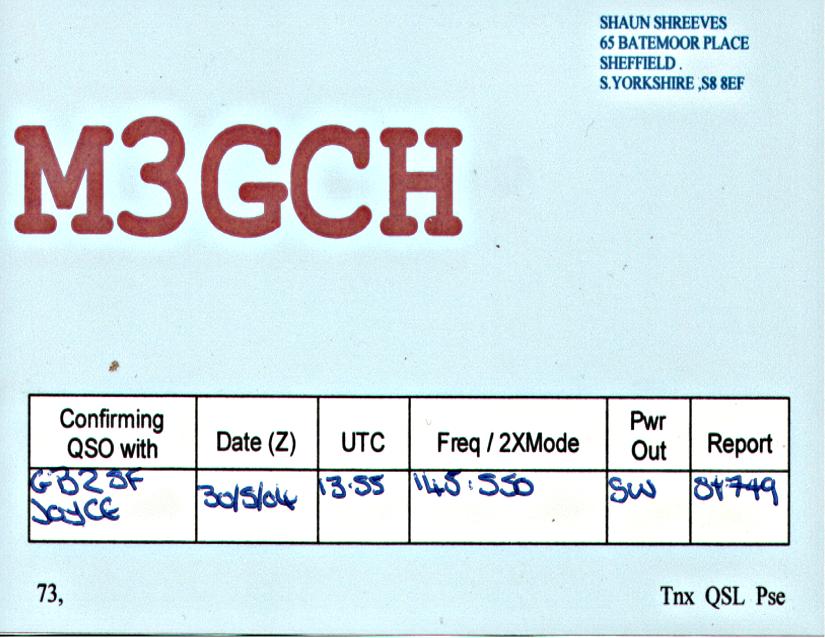 SHAUN SHREEVES
65 BATEMOOR PLACE
SHEFFIELD .
S.YORKSHIRE ,S8 8EF
M3GCH
Confirming QSO with Date (Z) UTC Freq / 2XMode Pwr Out Report
GB2SF JOYCE 30/5/04 13.55 145.550 5W
73, Tnx QSL Pse